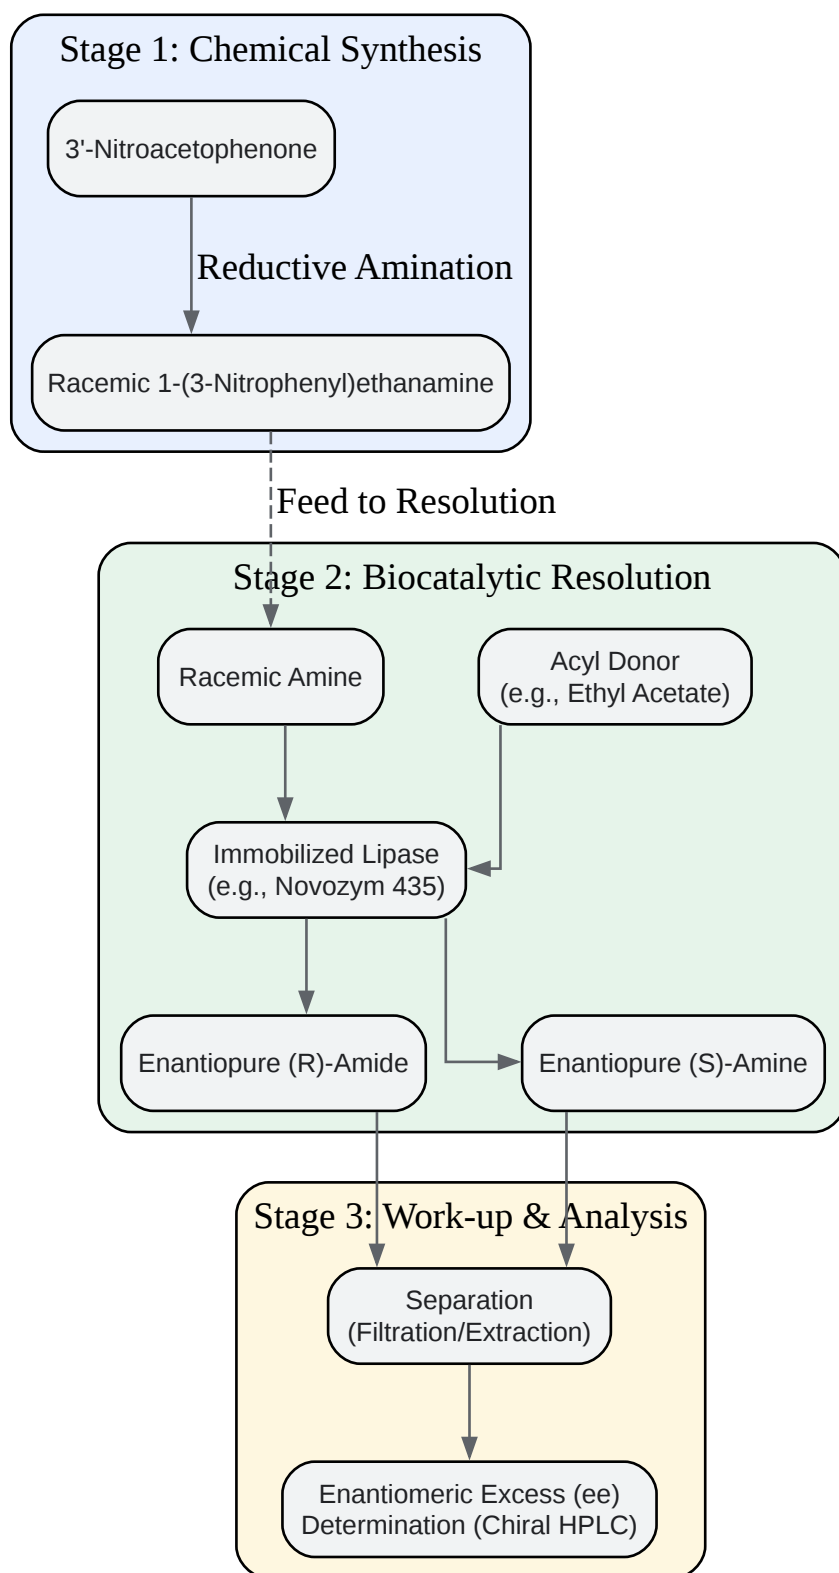 Stage 1: Chemical Synthesis
3'-Nitroacetophenone
Reductive Amination
Racemic 1-(3-Nitrophenyl)ethanamine
Feed to Resolution
Stage 2: Biocatalytic Resolution
Racemic Amine
Acyl Donor
(e.g., Ethyl Acetate)
Immobilized Lipase
(e.g., Novozym 435)
Enantiopure (R)-Amide
Enantiopure (S)-Amine
Stage 3: Work-up & Analysis
Separation
(Filtration/Extraction)
Enantiomeric Excess (ee)
Determination (Chiral HPLC)